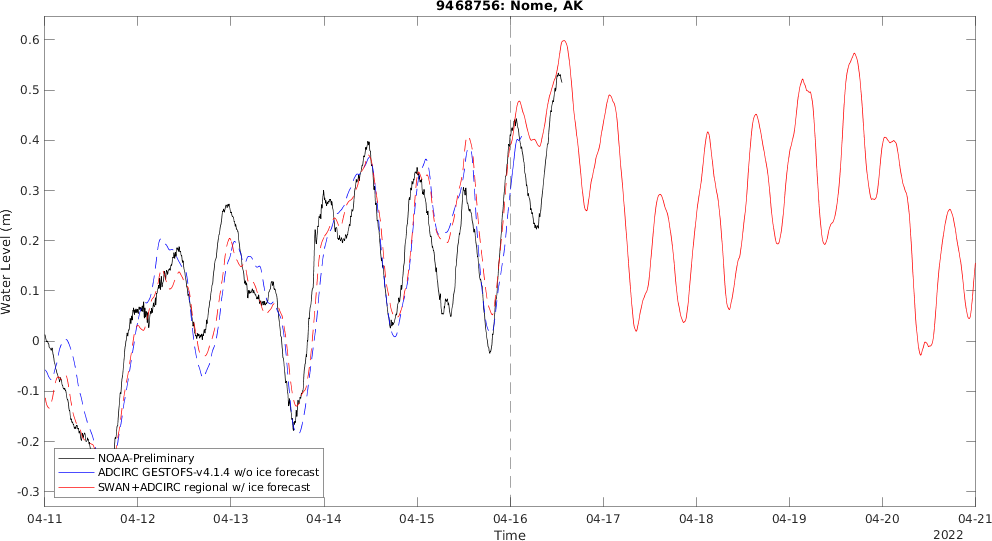 9468756: Nome, AK
0.6
0.5
0.4
0.3
0.2
0.1
0
-0.1
-0.2
-0.3
Water Level (m)
NOAA-Preliminary
ADCIRC GESTOFS-v4.1.4 w/o ice forecast
SWAN+ADCIRC regional w/ ice forecast
04-11 04-12 04-13 04-14 04-15 04-16 04-17 04-18 04-19 04-20 04-21
Time
2022